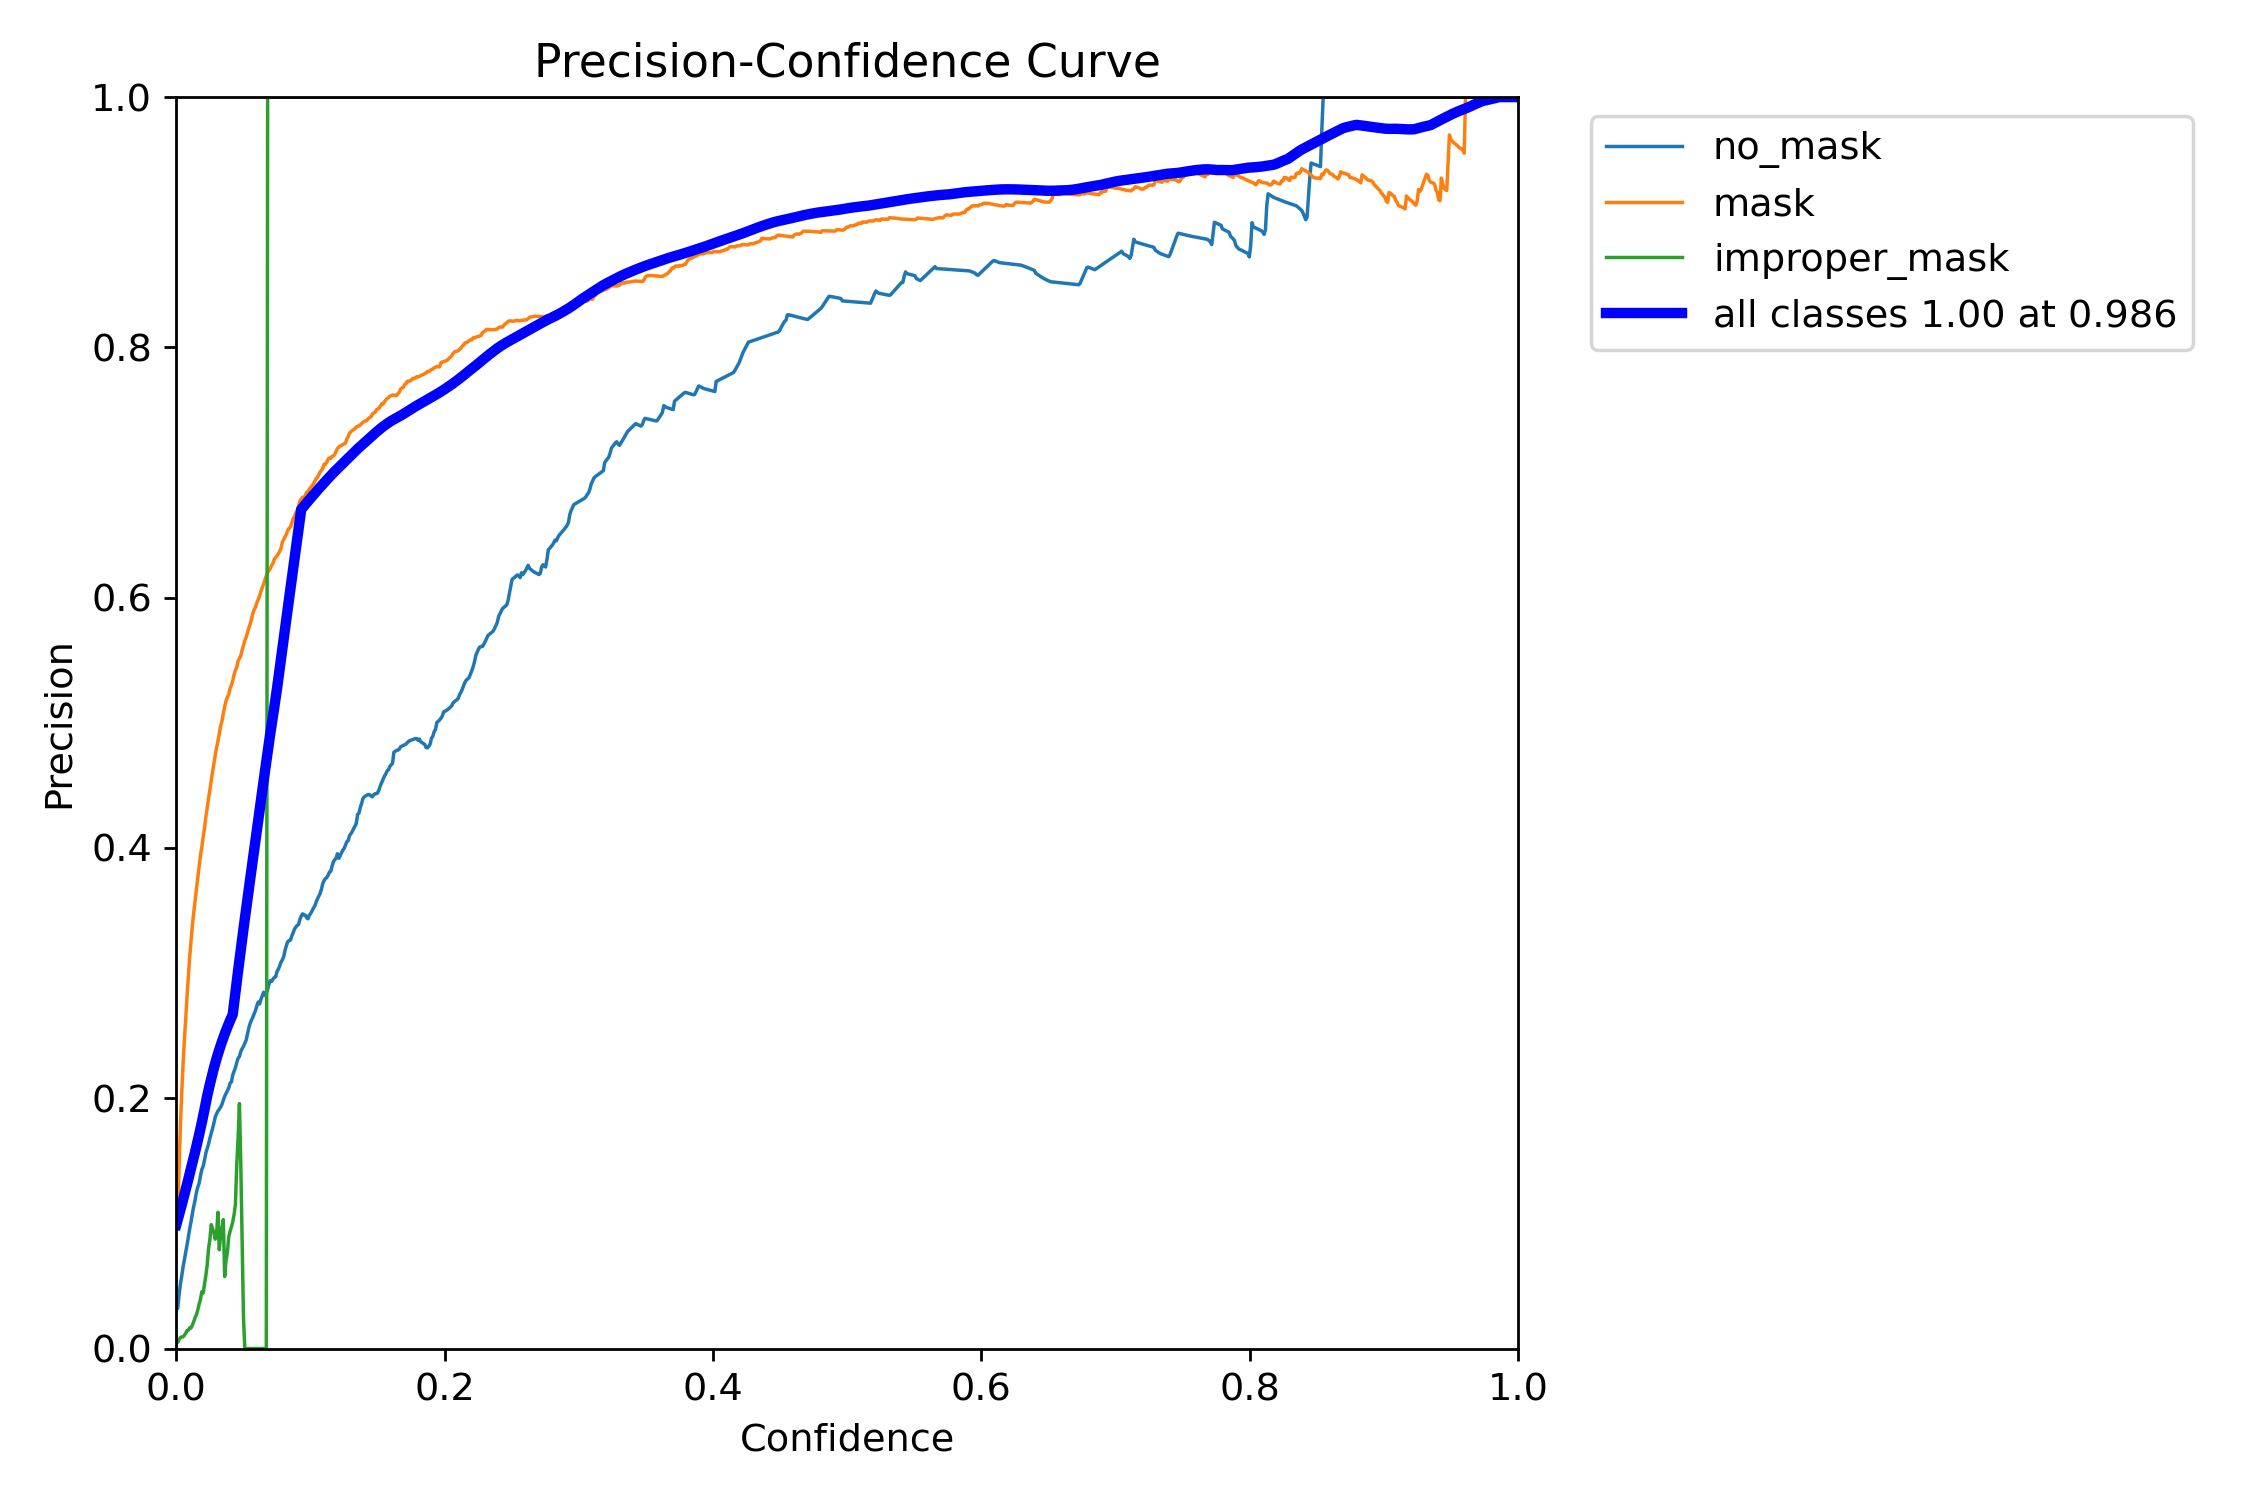 Precision-Confidence Curve
1.0
0.8
0.6
0.4
0.2
0.0
Precision
0.0 0.2 0.4 0.6 0.8 1.0
Confidence
no_mask
mask
improper_mask
all classes 1.00 at 0.986